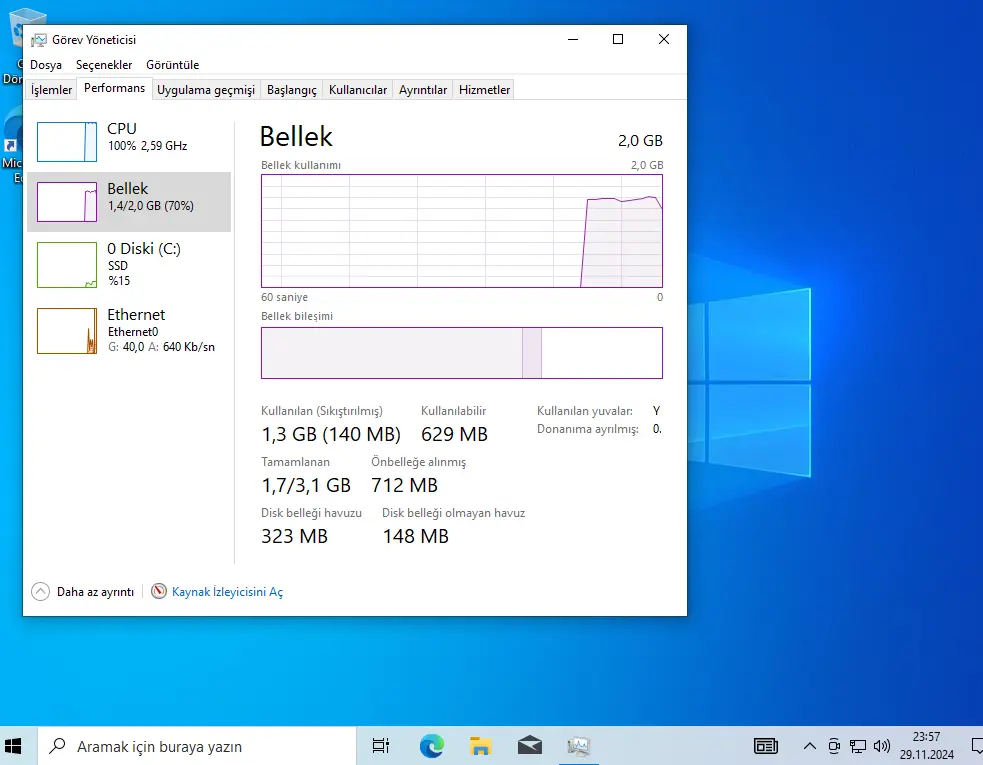 Görev Yöneticisi
Dosya Seçenekler Görüntüle
İşlemler Performans Uygulama geçmişi Başlangıç Kullanıcılar Ayrıntılar Hizmetler
CPU
100% 2,59 GHz
Bellek
1,4/2,0 GB (70%)
0 Diski (C:)
SSD
%15
Ethernet
Ethernet0
G: 40,0 A: 640 Kb/sn
Bellek 2,0 GB
Bellek kullanımı 2,0 GB
60 saniye 0
Bellek bileşimi
Kullanılan (Sıkıştırılmış) Kullanılabilir
1,3 GB (140 MB) 629 MB
Kullanılan yuvalar: Y
Donanıma ayrılmış: 0.
Tamamlanan Önbelleğe alınmış
1,7/3,1 GB 712 MB
Disk belleği havuzu Disk belleği olmayan havuz
323 MB 148 MB
Daha az ayrıntı Kaynak İzleyicisini Aç
Aramak için buraya yazın
23:57
29.11.2024